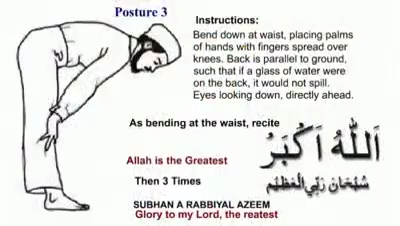 Posture 3
Instructions:
Bend down at waist, placing palms
of hands with fingers spread over
knees. Back is parallel to ground,
such that if a glass of water were
on the back, it would not spill.
Eyes looking down, directly ahead.
As bending at the waist, recite
اَللهُ اَكْبَرُ
Allah is the Greatest
Then 3 Times
سُبْحَانَ رَبِّيَ الْعَظِيْمِ
SUBHAN A RABBIYAL AZEEM
Glory to my Lord, the reatest